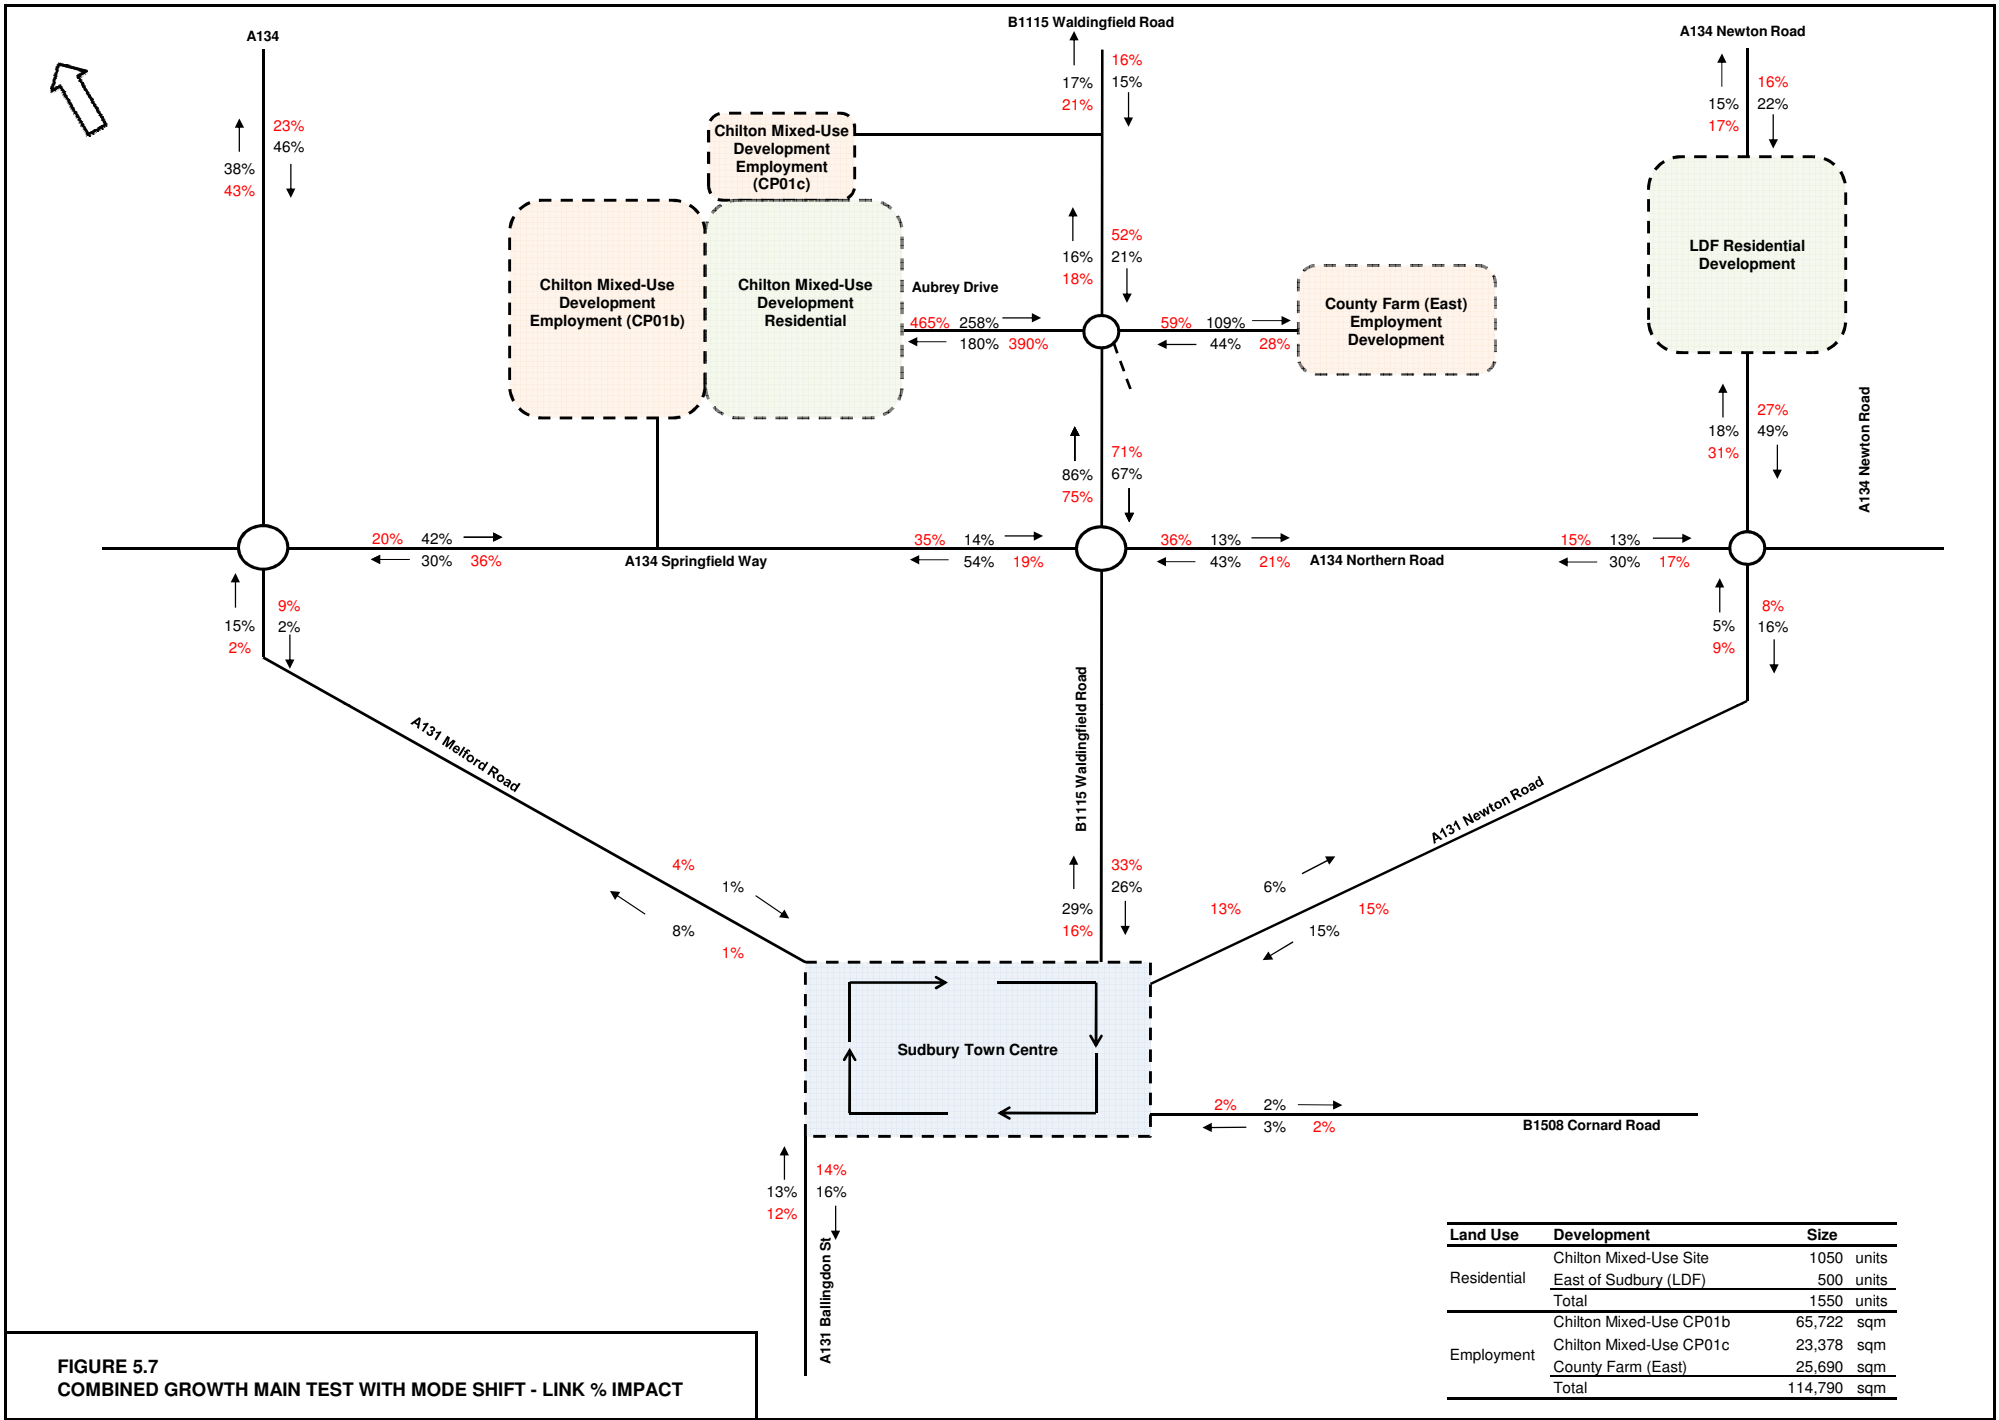 B1115 Waldingfield Road
A134
A134 Newton Road
16%
17% 15%
21%
16%
15% 22%
17%
23%
46%
38%
43%
Chilton Mixed-Use
Development
Employment
(CP01c)
52%
16% 21%
18%
LDF Residential
Development
Chilton Mixed-Use
Development
Employment (CP01b)
Chilton Mixed-Use
Development
Residential
Aubrey Drive
465% 258%
180% 390%
59% 109%
44% 28%
County Farm (East)
Employment
Development
27%
18% 49%
31%
A134 Newton Road
71%
86% 67%
75%
20% 42%
30% 36%
A134 Springfield Way
35% 14%
54% 19%
36% 13%
43% 21%
A134 Northern Road
15% 13%
30% 17%
9%
15% 2%
2%
8%
5% 16%
9%
A131 Melford Road
B1115 Waldingfield Road
A131 Newton Road
4%
1%
8%
1%
33%
26%
29%
16%
6%
13% 15%
15%
Sudbury Town Centre
2% 2%
3% 2%
B1508 Cornard Road
14%
13% 16%
12%
A131 Ballingdon St
Land Use Development Size
Residential
Chilton Mixed-Use Site 1050 units
East of Sudbury (LDF) 500 units
Total 1550 units
Employment
Chilton Mixed-Use CP01b 65,722 sqm
Chilton Mixed-Use CP01c 23,378 sqm
County Farm (East) 25,690 sqm
Total 114,790 sqm
FIGURE 5.7
COMBINED GROWTH MAIN TEST WITH MODE SHIFT - LINK % IMPACT